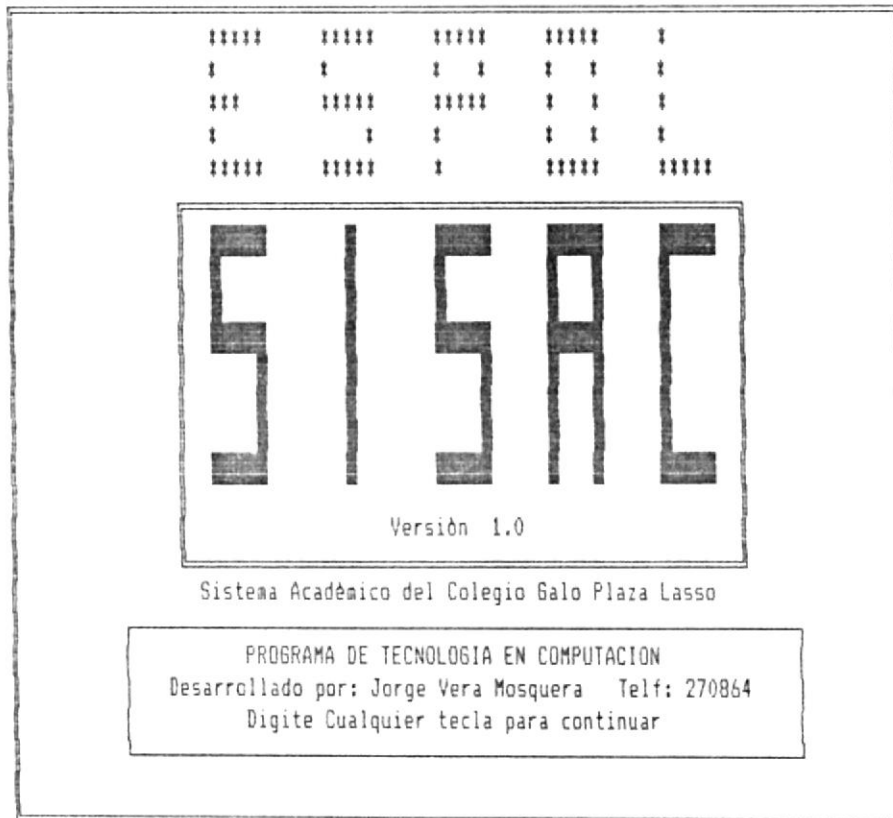 ESPOL
SISAC
Versiòn 1.0
Sistema Acadèmico del Colegio Galo Plaza Lasso
PROGRAMA DE TECNOLOGIA EN COMPUTACION
Desarrollado por: Jorge Vera Mosquera Telf: 270864
Digite Cualquier tecla para continuar